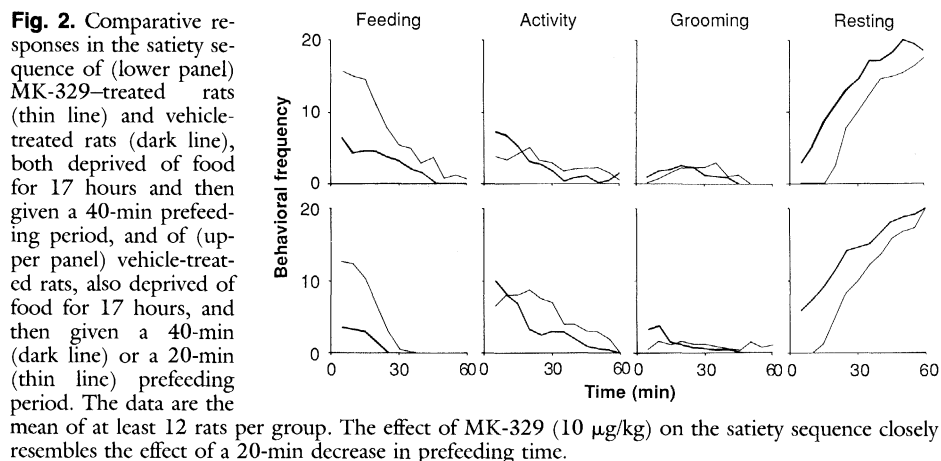 Fig. 2. Comparative re-
sponses in the satiety se-
quence of (lower panel)
MK-329–treated rats
(thin line) and vehicle-
treated rats (dark line),
both deprived of food
for 17 hours and then
given a 40-min prefeed-
ing period, and of (up-
per panel) vehicle-treat-
ed rats, also deprived of
food for 17 hours, and
then given a 40-min
(dark line) or a 20-min
(thin line) prefeeding
period. The data are the
mean of at least 12 rats per group. The effect of MK-329 (10 μg/kg) on the satiety sequence closely
resembles the effect of a 20-min decrease in prefeeding time.
Feeding Activity Grooming Resting
Behavioral frequency
20
10
0
20
10
0
0 30 60 0 30 60 0 30 60 0 30 60
Time (min)